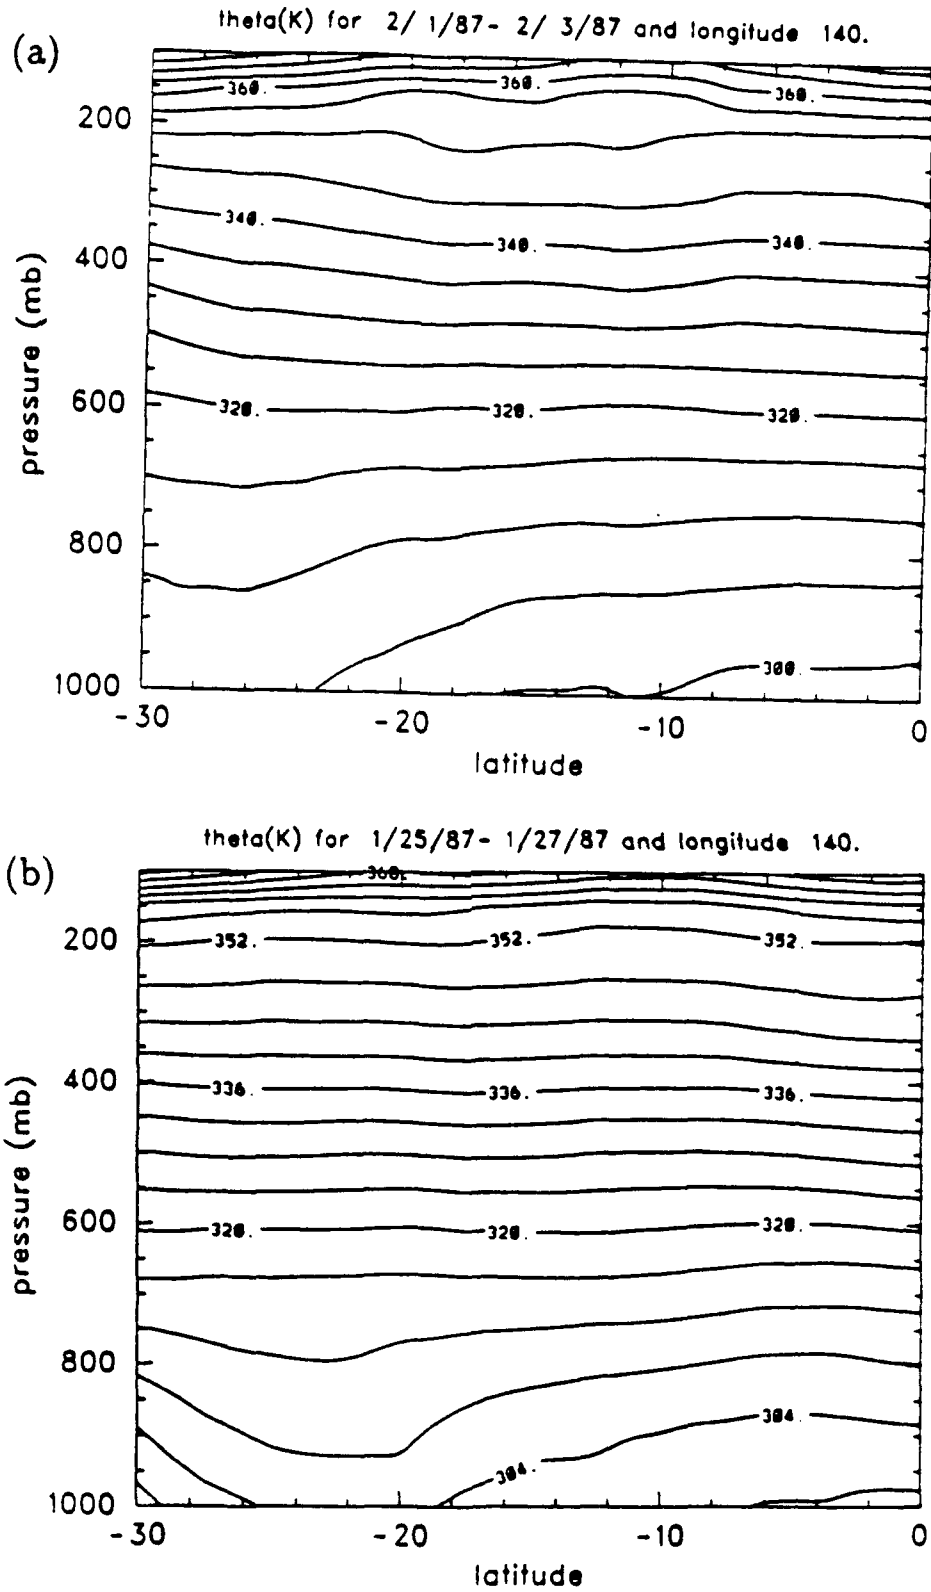 theta(K) for 2/ 1/87- 2/ 3/87 and longitude 140.
(a)
360. 360. 360.
200
340. 340. 340.
400
pressure (mb)
320. 320. 320.
600
800
300.
1000
-30 -20 -10 0
latitude
theta(K) for 1/25/87- 1/27/87 and longitude 140.
(b)
360.
352. 352. 352.
200
336. 336. 336.
400
pressure (mb)
320. 320. 320.
600
800
304. 304.
1000
-30 -20 -10 0
latitude